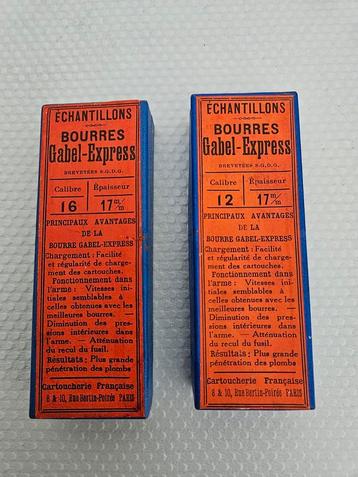 ÉCHANTILLONS
BOURRES
Gabel-Express
BREVETÉES S.G.D.G.
Calibre Épaisseur
16 17 m/m
PRINCIPAUX AVANTAGES
DE LA
BOURRE GABEL-EXPRESS
Chargement : Facilité
et régularité de charge-
ment des cartouches.
Fonctionnement dans
l'arme : Vitesses ini-
tiales semblables à
celles obtenues avec les
meilleures bourres. —
Diminution des pres-
sions intérieures dans
l'arme. — Atténuation
du recul du fusil.
Résultats : Plus grande
pénétration des plombs
Cartoucherie Française
8 & 10, Rue Bertin-Poirée PARIS
ÉCHANTILLONS
BOURRES
Gabel-Express
BREVETÉES S.G.D.G.
Calibre Épaisseur
12 17 m/m
PRINCIPAUX AVANTAGES
DE LA
BOURRE GABEL-EXPRESS
Chargement : Facilité
et régularité de charge-
ment des cartouches.
Fonctionnement dans
l'arme : Vitesses ini-
tiales semblables à
celles obtenues avec les
meilleures bourres. —
Diminution des pres-
sions intérieures dans
l'arme. — Atténuation
du recul du fusil.
Résultats : Plus grande
pénétration des plombs
Cartoucherie Française
8 & 10, Rue Bertin-Poirée PARIS